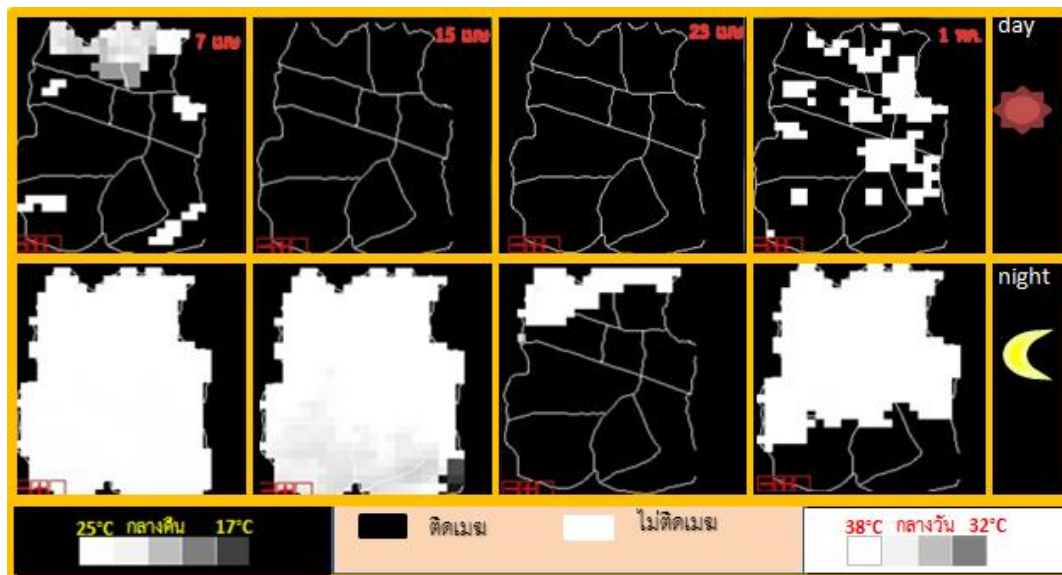 7 เมษ
15 เมษ
23 เมษ
1 พค.
day
night
25°C กลางคืน 17°C
ติดเมฆ
ไม่ติดเมฆ
38°C กลางวัน 32°C